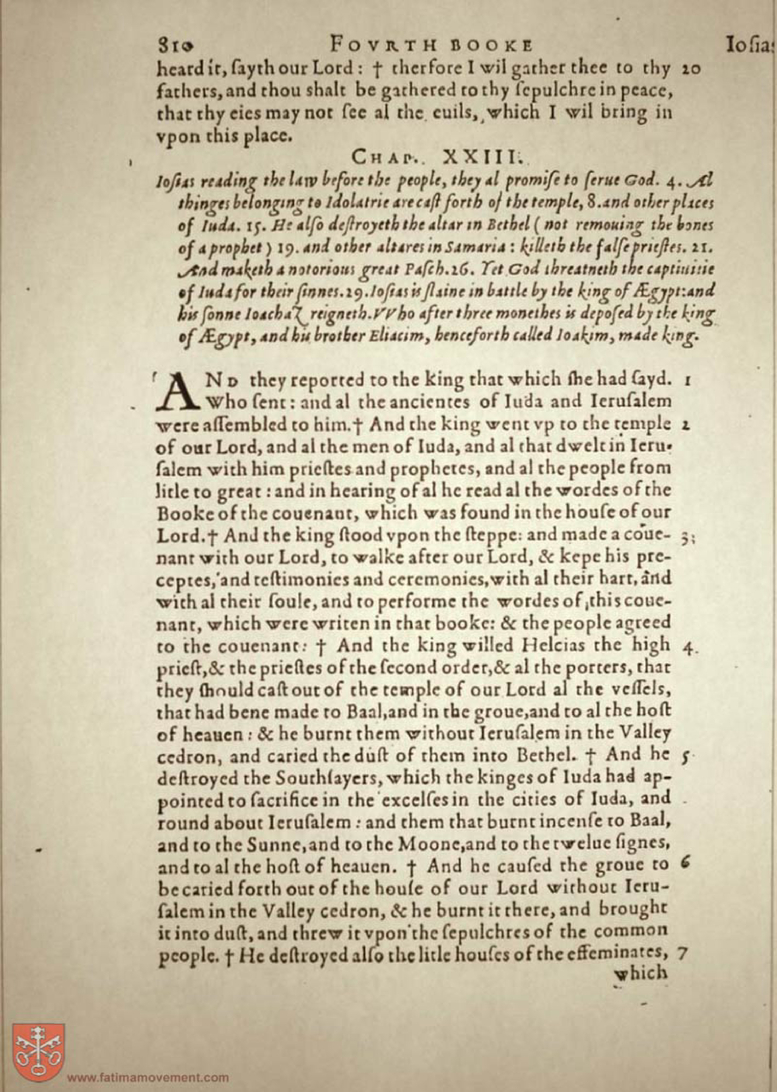 810 FOVRTH BOOKE Iosias
heard it, ſayth our Lord : † therfore I wil gather thee to thy 20
fathers, and thou shalt be gathered to thy ſepulchre in peace,
that thy eies may not ſee al the euils, which I wil bring in
vpon this place.
CHAP. XXIII.
Ioſias reading the law before the people, they al promiſe to ſerue God. 4. Al
thinges belonging to Idolatrie are caſt forth of the temple, 8. and other places
of Iuda. 15. He alſo deſtroyeth the altar in Bethel ( not remouing the bones
of a prophet ) 19. and other altares in Samaria : killeth the falſe prieſtes. 21.
And maketh a notorious great Paſch. 26. Yet God threatneth the captiuitie
of Iuda for their ſinnes. 29. Ioſias is ſlaine in battle by the king of Ægypt: and
his ſonne Ioachaz reigneth. VVho after three monethes is depoſed by the king
of Ægypt, and his brother Eliacim, henceforth called Ioakim, made king.
AND they reported to the king that which ſhe had ſayd. 1
Who ſent : and al the ancientes of Iuda and Ieruſalem
were aſſembled to him. † And the king went vp to the temple 2
of our Lord, and al the men of Iuda, and al that dwelt in Ieru-
ſalem with him prieſtes and prophetes, and al the people from
litle to great : and in hearing of al he read al the wordes of the
Booke of the couenant, which was found in the houſe of our
Lord. † And the king ſtood vpon the ſteppe: and made a coue- 3
nant with our Lord, to walke after our Lord, & kepe his pre-
ceptes, and teſtimonies and ceremonies, with al their hart, and
with al their ſoule, and to performe the wordes of this coue-
nant, which were writen in that booke: & the people agreed
to the couenant: † And the king willed Helcias the high 4.
prieſt, & the prieſtes of the ſecond order, & al the porters, that
they ſhould caſt out of the temple of our Lord al the veſſels,
that had bene made to Baal, and in the groue, and to al the hoſt
of heauen : & he burnt them without Ieruſalem in the Valley
cedron, and caried the duſt of them into Bethel. † And he 5
deſtroyed the Southſayers, which the kinges of Iuda had ap-
pointed to ſacrifice in the excelſes in the cities of Iuda, and
round about Ieruſalem : and them that burnt incenſe to Baal,
and to the Sunne, and to the Moone, and to the twelue ſignes,
and to al the hoſt of heauen. † And he cauſed the groue to 6
be caried forth out of the houſe of our Lord without Ieru-
ſalem in the Valley cedron, & he burnt it there, and brought
it into duſt, and threw it vpon the ſepulchres of the common
people. † He deſtroyed alſo the litle houſes of the effeminates, 7
which
www.fatimamovement.com